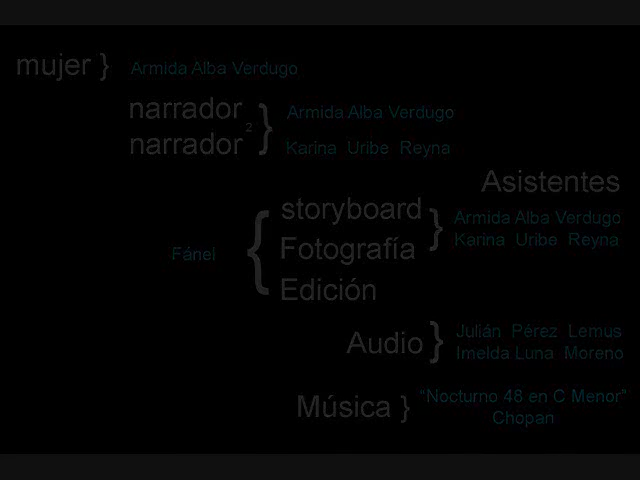 mujer } Armida Alba Verdugo
narrador } Armida Alba Verdugo
narrador 2 } Karina Uribe Reyna
Asistentes
storyboard } Armida Alba Verdugo
Karina Uribe Reyna
Fánel { Fotografía
Edición
Audio } Julián Pérez Lemus
Imelda Luna Moreno
Música } “Nocturno 48 en C Menor”
Chopan